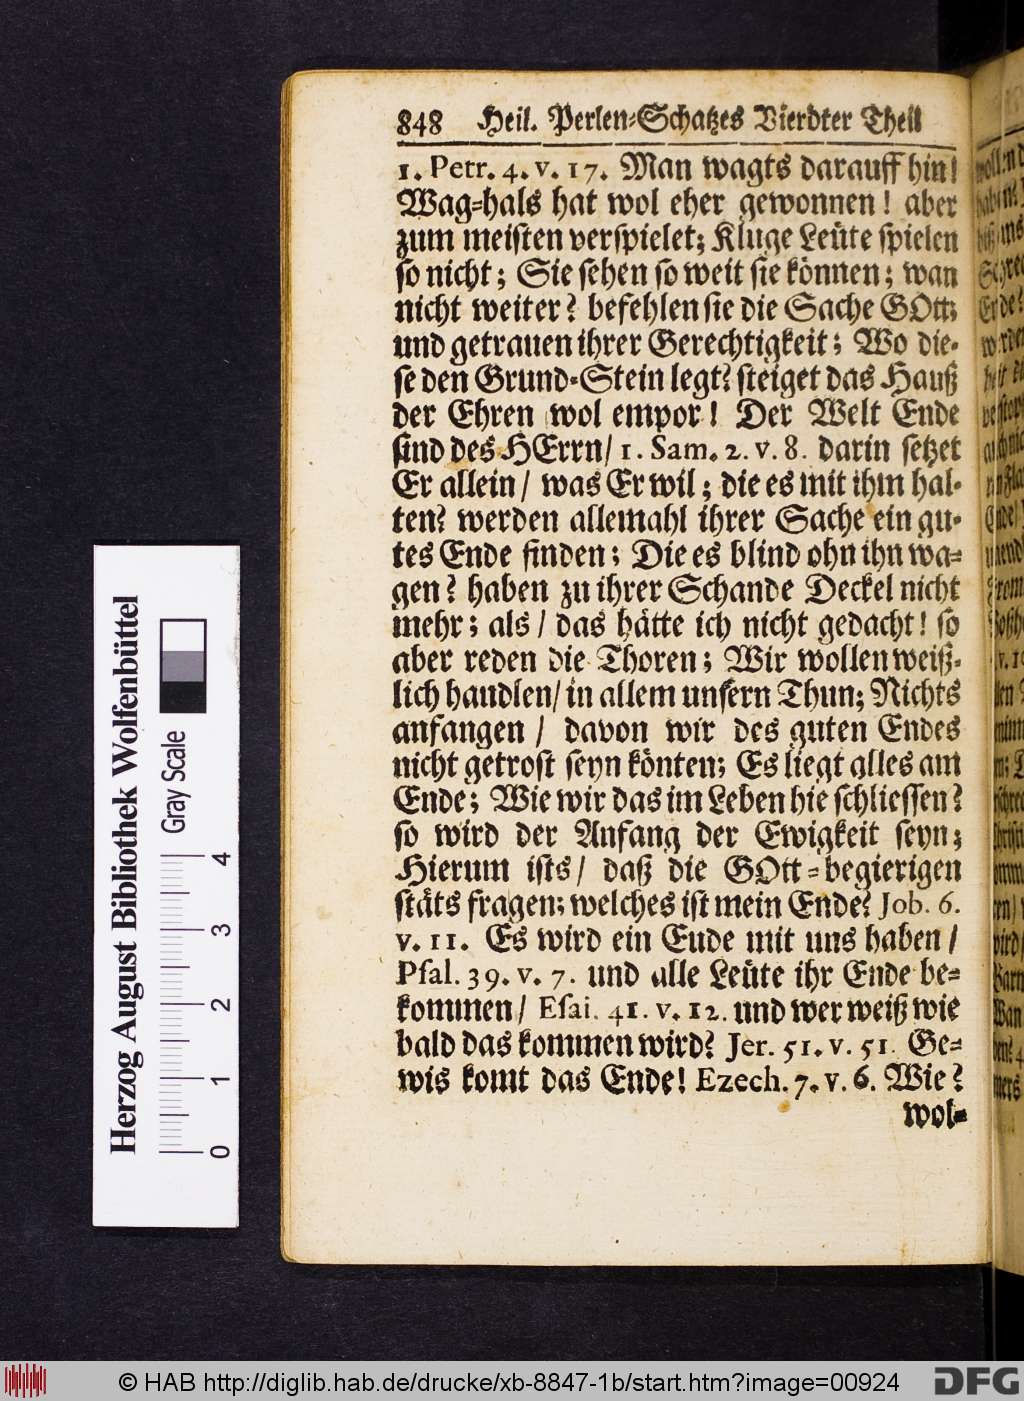 848 Heil. Perlen-Schatzes Vierdter Theil
1. Petr. 4. v. 17. Man wagts darauff hin!
Wag-hals hat wol eher gewonnen! aber
zum meisten verspielet; Kluge Leüte spielen
so nicht; Sie sehen so weit sie können; wan
nicht weiter? befehlen sie die Sache GOtt;
und getrauen ihrer Gerechtigkeit; Wo die-
se den Grund-Stein legt? steiget das Hauß
der Ehren wol empor! Der Welt Ende
sind des HErrn/ 1. Sam. 2. v. 8. darin setzet
Er allein/ was Er wil; die es mit ihm hal-
ten? werden allemahl ihrer Sache ein gu-
tes Ende finden; Die es blind ohn ihn wa-
gen? haben zu ihrer Schande Deckel nicht
mehr; als/ das hätte ich nicht gedacht! so
aber reden die Thoren; Wir wollen weiß-
lich handlen/ in allem unsern Thun; Nichts
anfangen/ davon wir des guten Endes
nicht getrost seyn könten; Es liegt alles am
Ende; Wie wir das im Leben hie schliessen?
so wird der Anfang der Ewigkeit seyn;
Hierum ists/ daß die GOtt-begierigen
stäts fragen; welches ist mein Ende? Job. 6.
v. 11. Es wird ein Ende mit uns haben/
Psal. 39. v. 7. und alle Leüte ihr Ende be-
kommen/ Esai. 41. v. 12. und wer weiß wie
bald das kommen wird? Jer. 51. v. 51. Ge-
wis komt das Ende! Ezech. 7. v. 6. Wie?
wol-
Herzog August Bibliothek Wolfenbüttel
Gray Scale
0 1 2 3 4
© HAB http://diglib.hab.de/drucke/xb-8847-1b/start.htm?image=00924
DFG